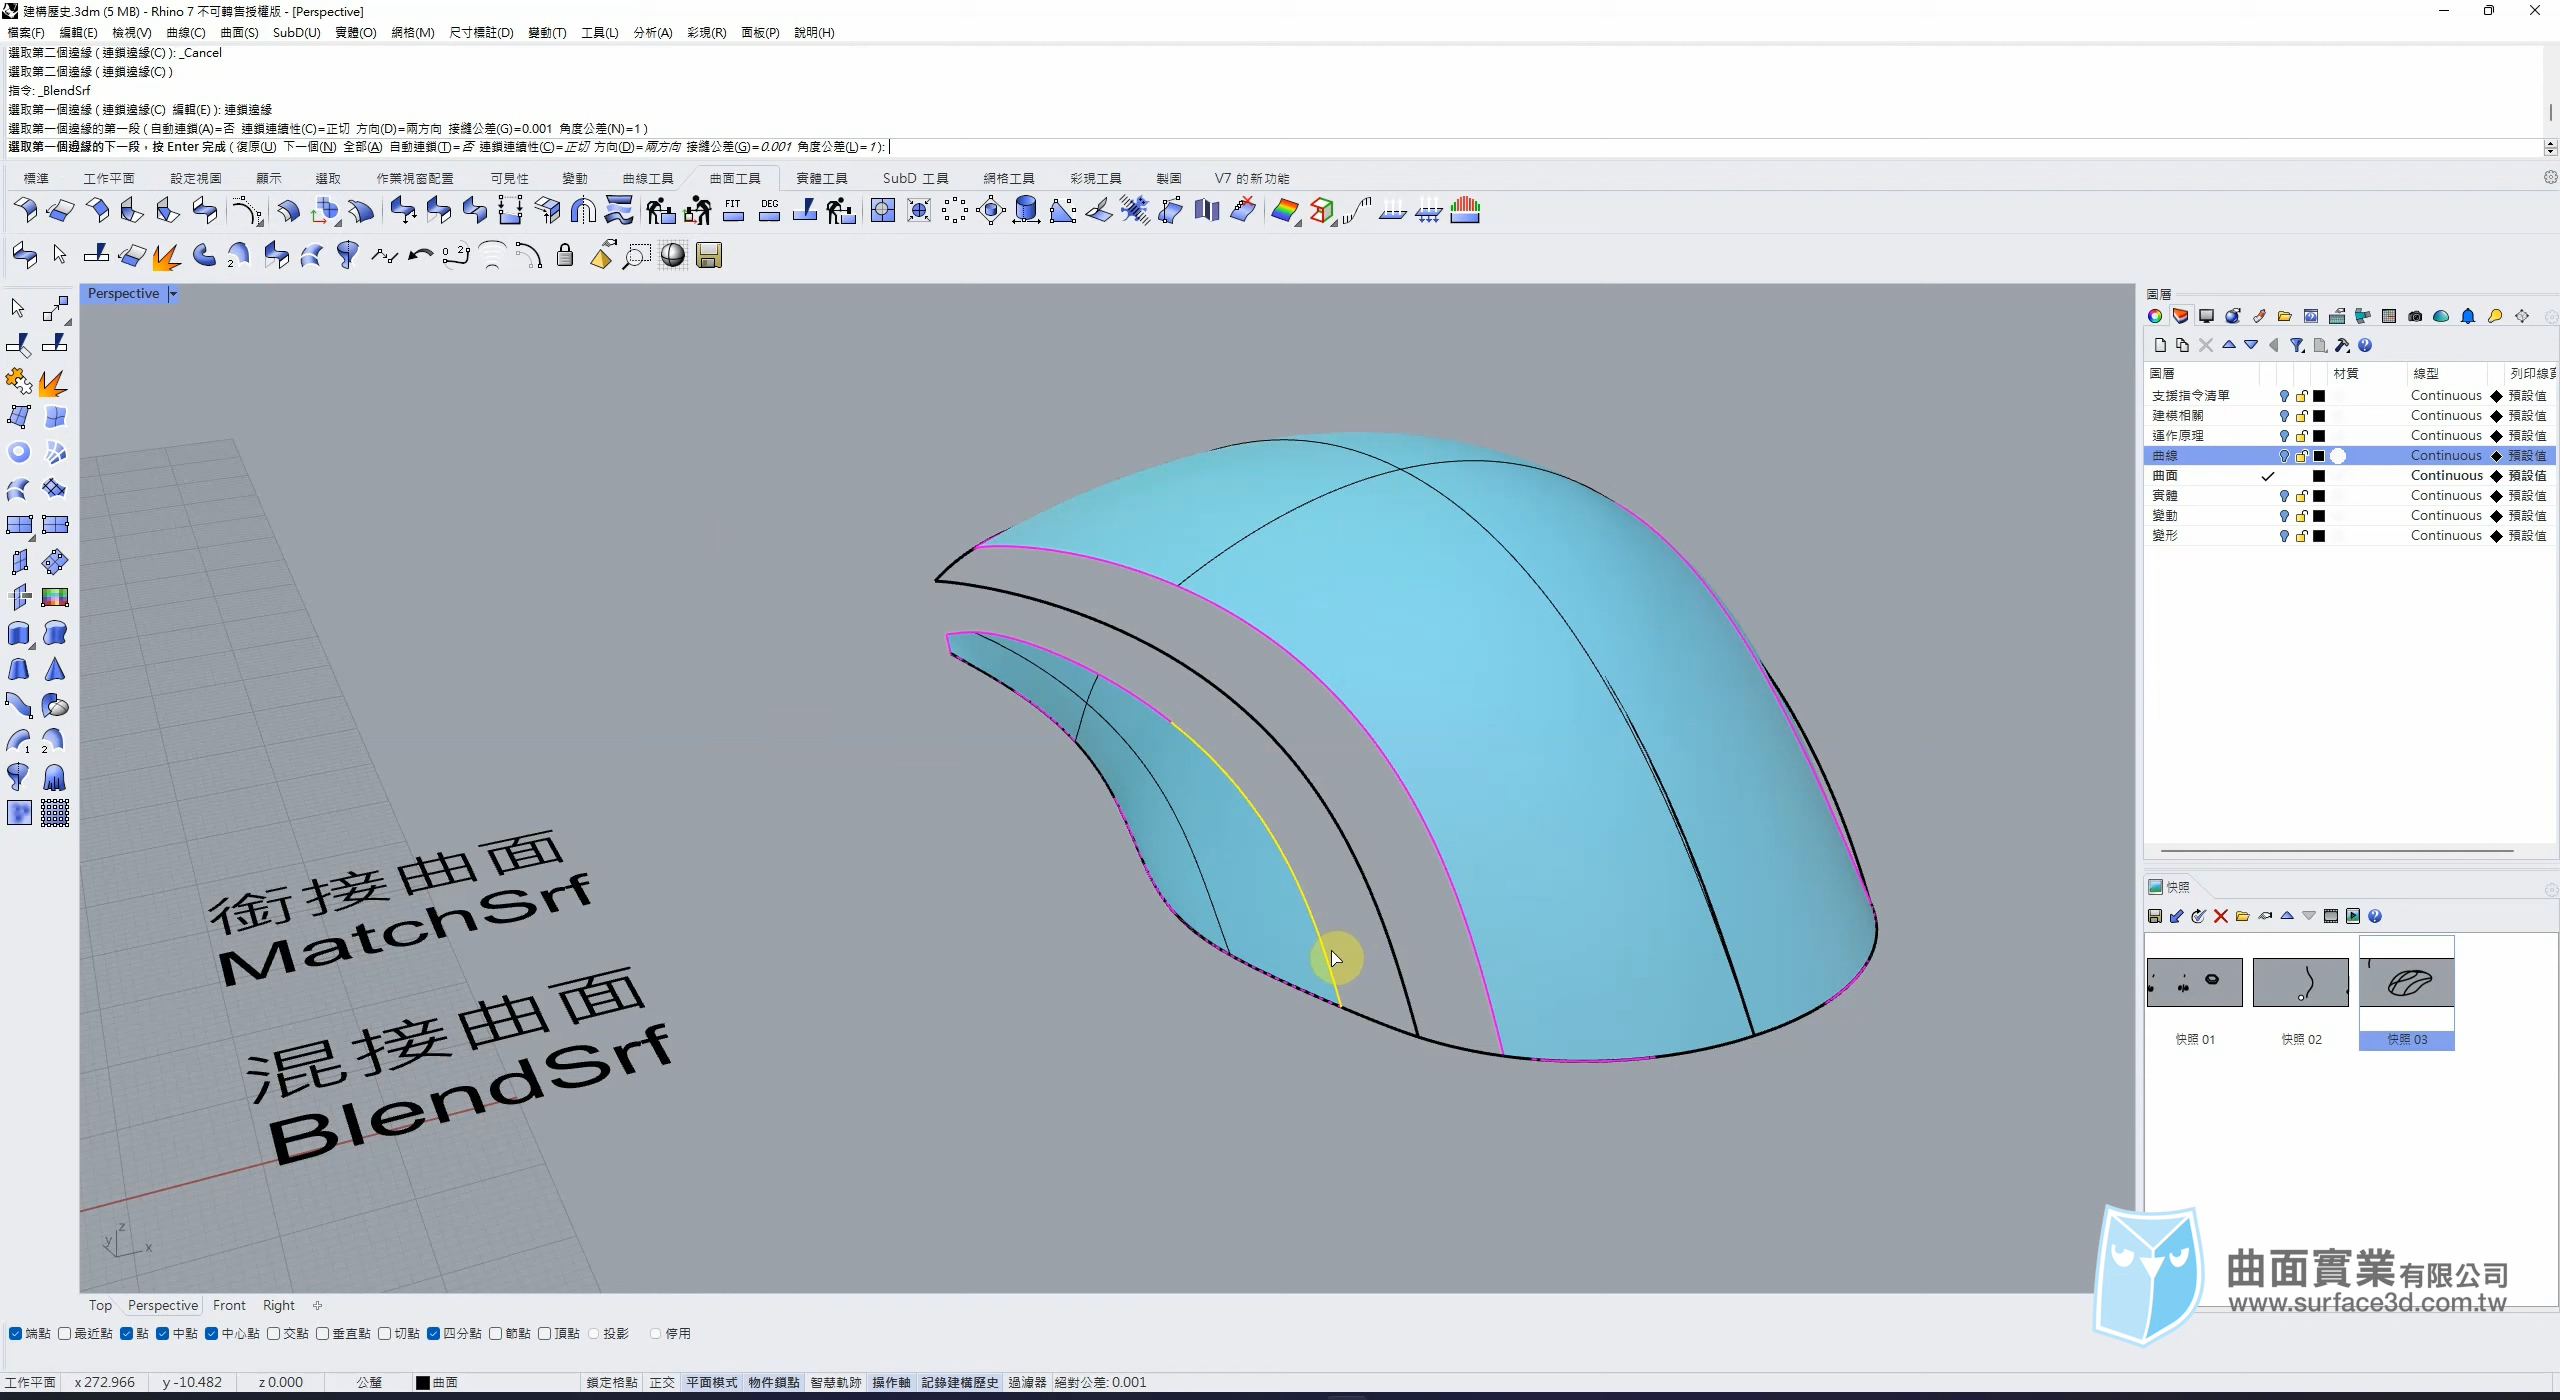 建構歷史.3dm (5 MB) - Rhino 7 不可轉售授權版 - [Perspective]
檔案(F) 編輯(E) 檢視(V) 曲線(C) 曲面(S) SubD(U) 實體(O) 網格(M) 尺寸標註(D) 變動(T) 工具(L) 分析(A) 彩現(R) 面板(P) 說明(H)
選取第二個邊緣 ( 連鎖邊緣(C) ): _Cancel
選取第二個邊緣 ( 連鎖邊緣(C) )
指令: _BlendSrf
選取第一個邊緣 ( 連鎖邊緣(C) 編輯(E) ): 連鎖邊緣
選取第一個邊緣的第一段 ( 自動連鎖(A)=否 連鎖連續性(C)=正切 方向(D)=兩方向 接縫公差(G)=0.001 角度公差(N)=1 )
選取第一個邊緣的下一段，按 Enter 完成 ( 復原(U) 下一個(N) 全部(A) 自動連鎖(T)=否 連鎖連續性(C)=正切 方向(D)=兩方向 接縫公差(G)=0.001 角度公差(L)=1 ):
標準 工作平面 設定視圖 顯示 選取 作業視窗配置 可見性 變動 曲線工具 曲面工具 實體工具 SubD 工具 網格工具 彩現工具 製圖 V7 的新功能
FIT DEG
Perspective
圖層
圖層 材質 線型 列印線寬
支援指令清單 Continuous 預設值
建模相關 Continuous 預設值
運作原理 Continuous 預設值
曲線 Continuous 預設值
曲面 Continuous 預設值
實體 Continuous 預設值
變動 Continuous 預設值
變形 Continuous 預設值
銜接曲面
MatchSrf
混接曲面
BlendSrf
快照
快照 01 快照 02 快照 03
z
y x
曲面實業有限公司
www.surface3d.com.tw
Top Perspective Front Right
端點 最近點 點 中點 中心點 交點 垂直點 切點 四分點 節點 頂點 投影 停用
工作平面 x 272.966 y -10.482 z 0.000 公釐 曲面 鎖定格點 正交 平面模式 物件鎖點 智慧軌跡 操作軸 記錄建構歷史 過濾器 絕對公差: 0.001